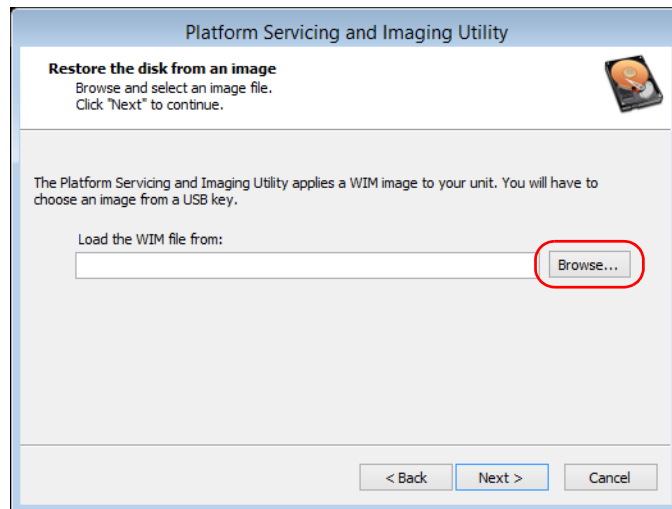 Platform Servicing and Imaging Utility
Restore the disk from an image
Browse and select an image file.
Click "Next" to continue.
The Platform Servicing and Imaging Utility applies a WIM image to your unit. You will have to
choose an image from a USB key.
Load the WIM file from:
Browse...
< Back
Next >
Cancel